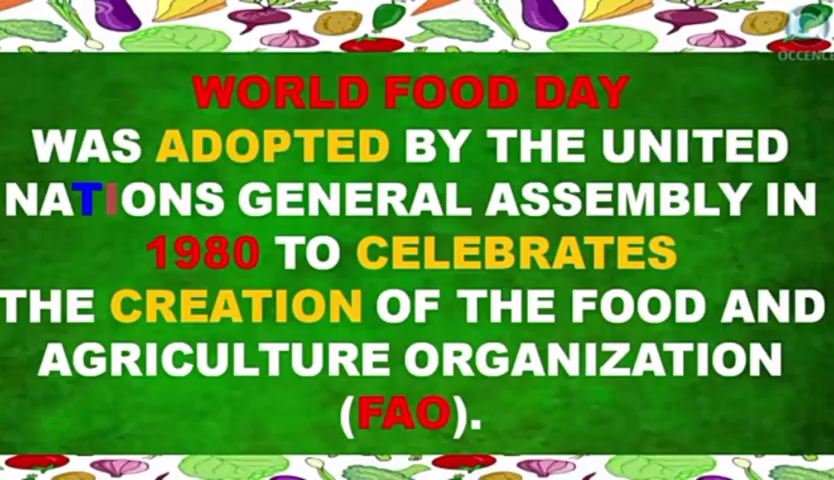 OCCENCE
WORLD FOOD DAY
WAS ADOPTED BY THE UNITED
NATIONS GENERAL ASSEMBLY IN
1980 TO CELEBRATES
THE CREATION OF THE FOOD AND
AGRICULTURE ORGANIZATION
(FAO).